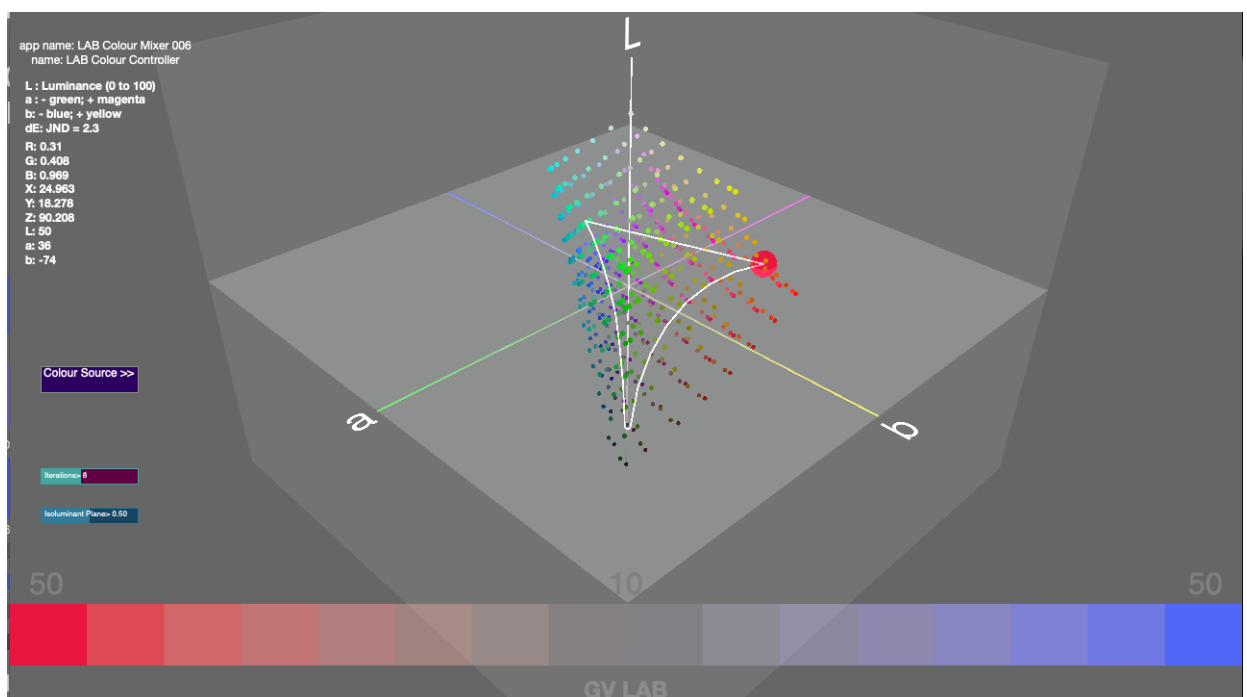 L
app name: LAB Colour Mixer 006
name: LAB Colour Controller
L : Luminance (0 to 100)
a : - green; + magenta
b: - blue; + yellow
dE: JND = 2.3
R: 0.31
G: 0.408
B: 0.969
X: 24.963
Y: 18.278
Z: 90.208
L: 50
a: 36
b: -74
Colour Source >>
a
b
Iterations> 8
Isoluminant Plane> 0.50
50
10
50
GV LAB